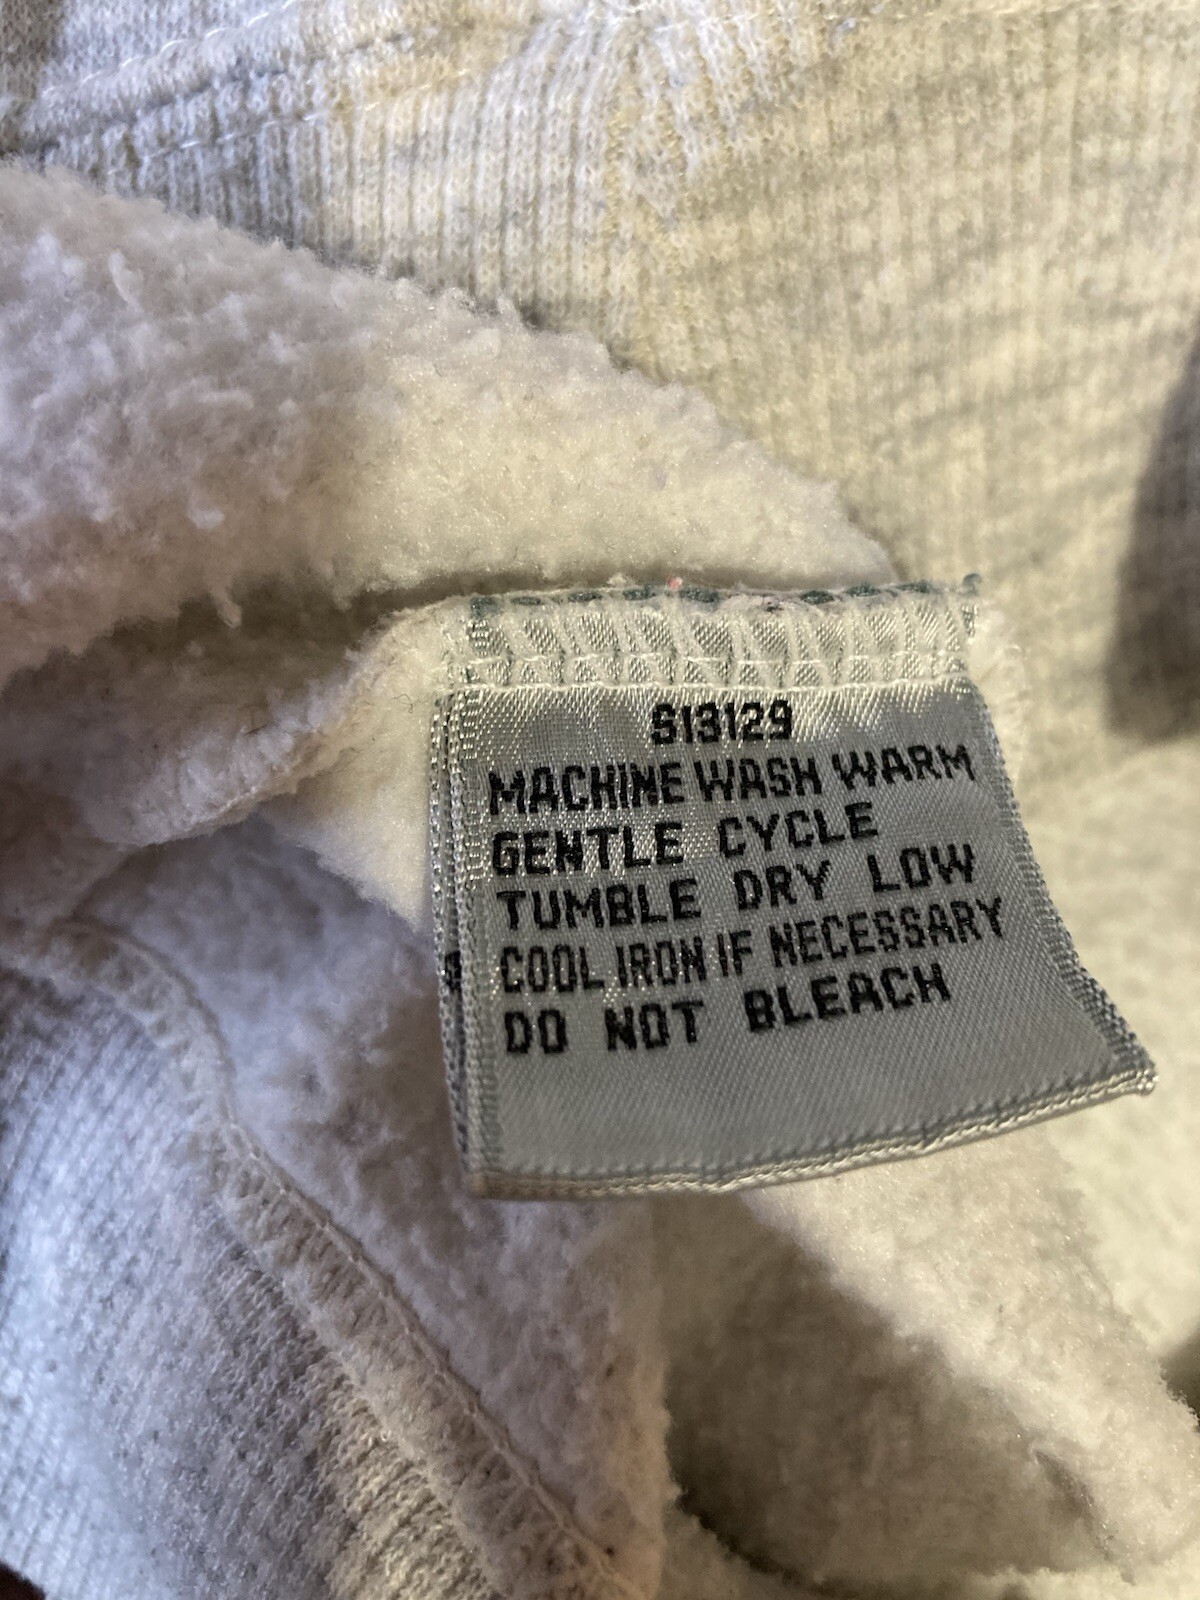 S13129
MACHINE WASH WARM
GENTLE CYCLE
TUMBLE DRY LOW
COOL IRON IF NECESSARY
DO NOT BLEACH